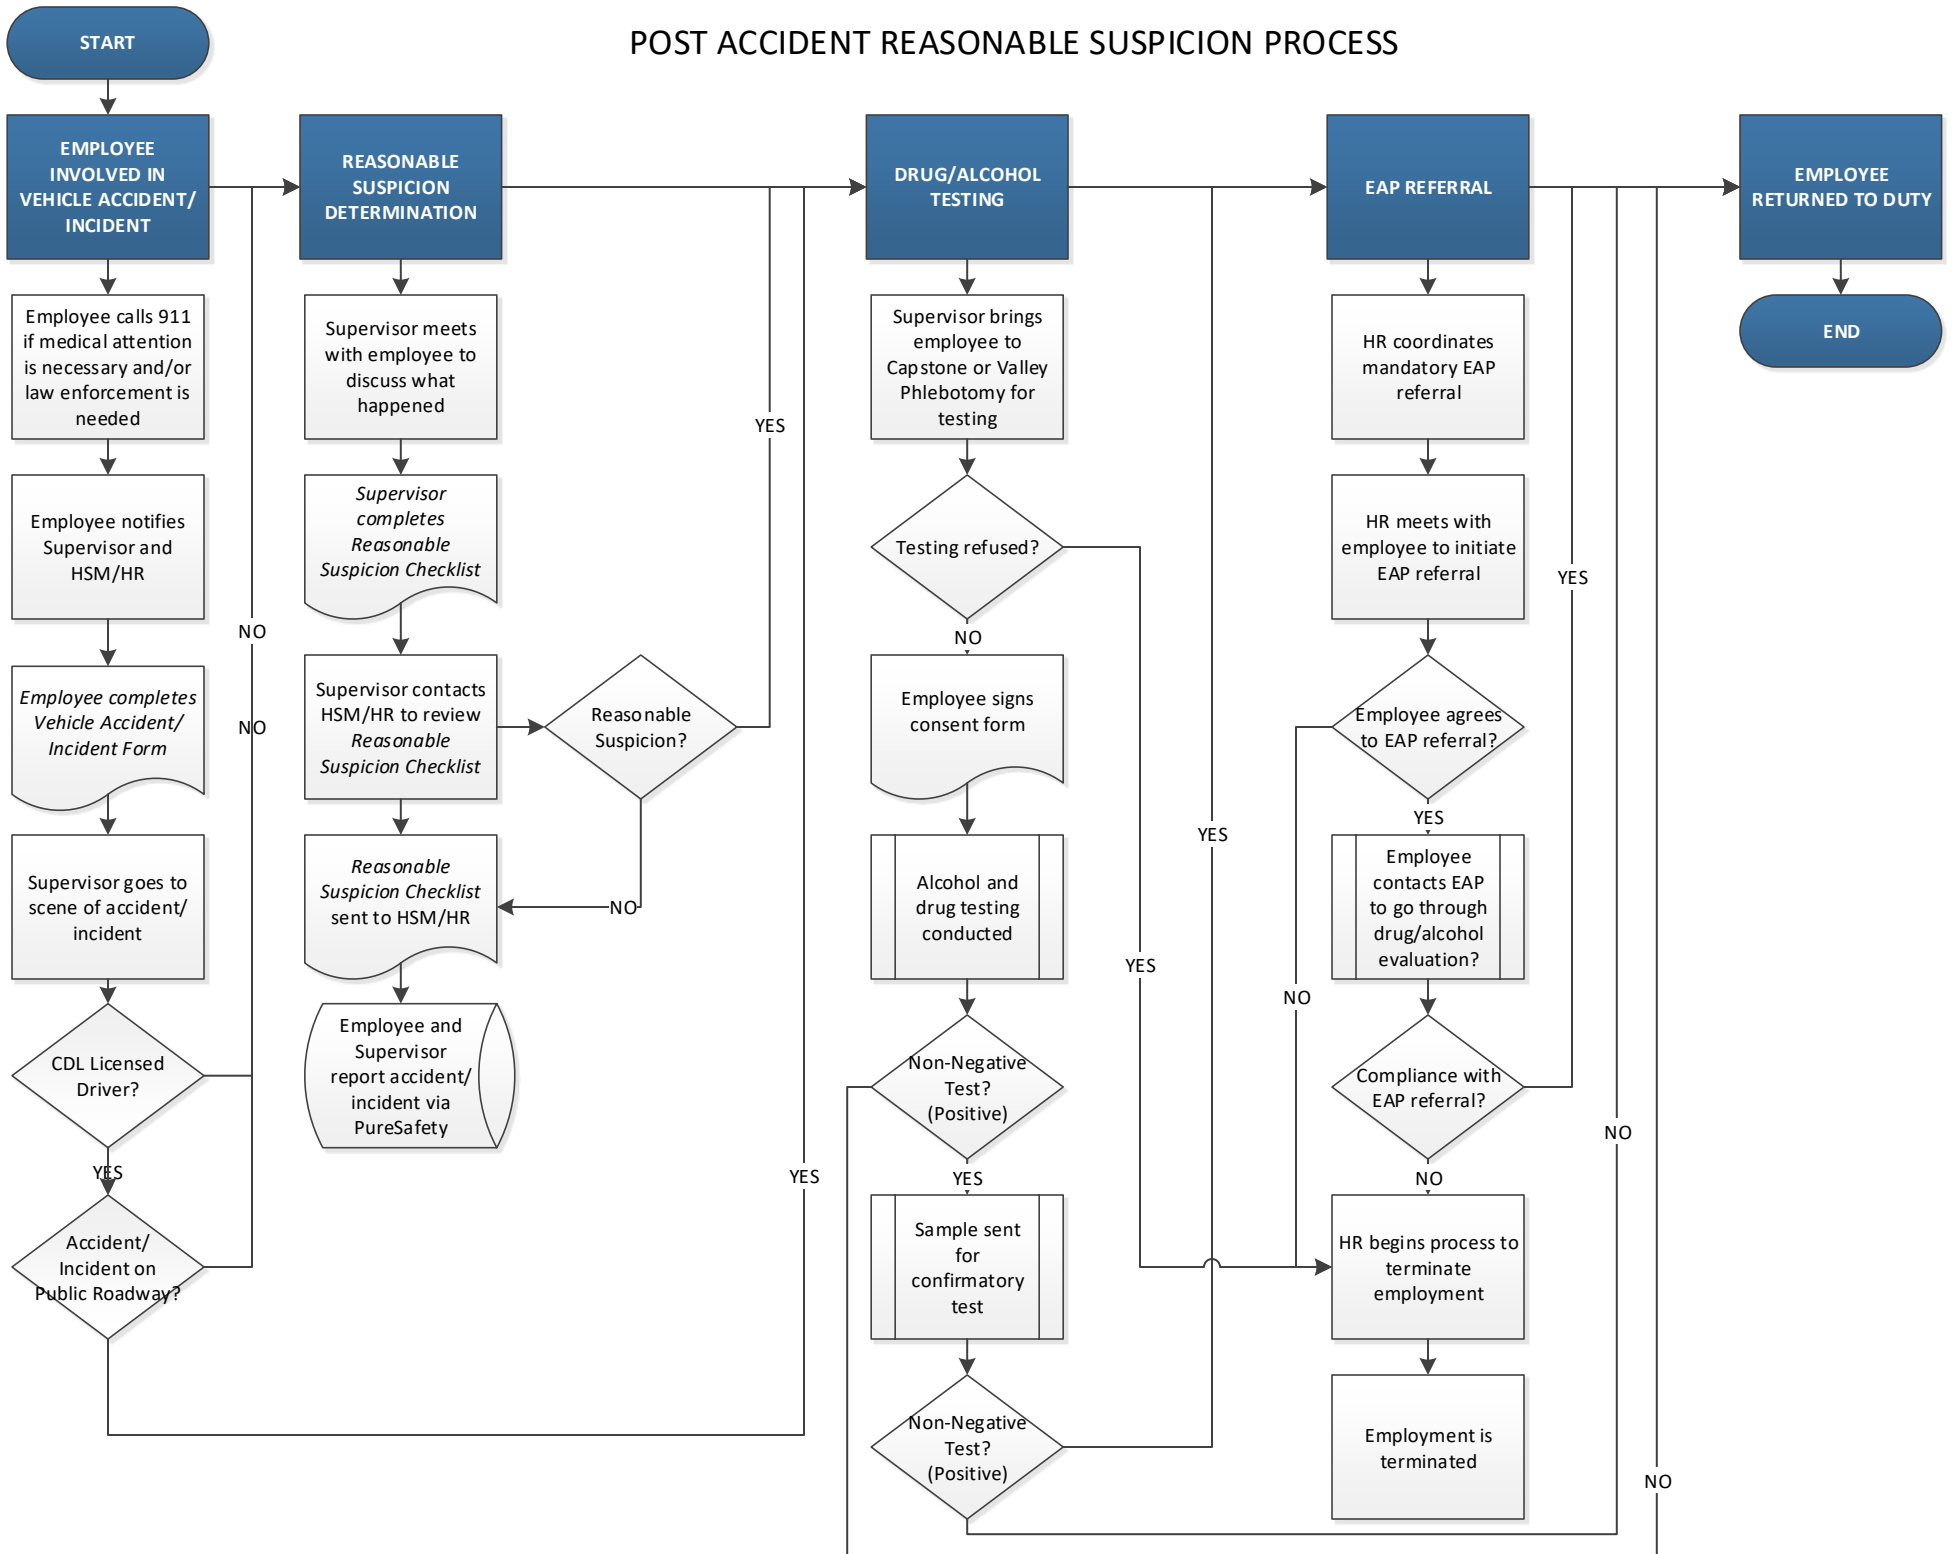 POST ACCIDENT REASONABLE SUSPICION PROCESS
START
EMPLOYEE
INVOLVED IN
VEHICLE ACCIDENT/
INCIDENT
Employee calls 911
if medical attention
is necessary and/or
law enforcement is
needed
Employee notifies
Supervisor and
HSM/HR
Employee completes
Vehicle Accident/
Incident Form
Supervisor goes to
scene of accident/
incident
CDL Licensed
Driver?
YES
Accident/
Incident on
Public Roadway?
NO
NO
REASONABLE
SUSPICION
DETERMINATION
Supervisor meets
with employee to
discuss what
happened
Supervisor
completes
Reasonable
Suspicion Checklist
Supervisor contacts
HSM/HR to review
Reasonable
Suspicion Checklist
Reasonable
Suspicion?
YES
NO
Reasonable
Suspicion Checklist
sent to HSM/HR
Employee and
Supervisor
report accident/
incident via
PureSafety
YES
DRUG/ALCOHOL
TESTING
Supervisor brings
employee to
Capstone or Valley
Phlebotomy for
testing
Testing refused?
NO
Employee signs
consent form
Alcohol and
drug testing
conducted
Non-Negative
Test?
(Positive)
YES
Sample sent
for
confirmatory
test
Non-Negative
Test?
(Positive)
YES
YES
EAP REFERRAL
HR coordinates
mandatory EAP
referral
HR meets with
employee to initiate
EAP referral
Employee agrees
to EAP referral?
NO
YES
Employee
contacts EAP
to go through
drug/alcohol
evaluation?
Compliance with
EAP referral?
NO
HR begins process to
terminate
employment
Employment is
terminated
YES
NO
NO
EMPLOYEE
RETURNED TO DUTY
END